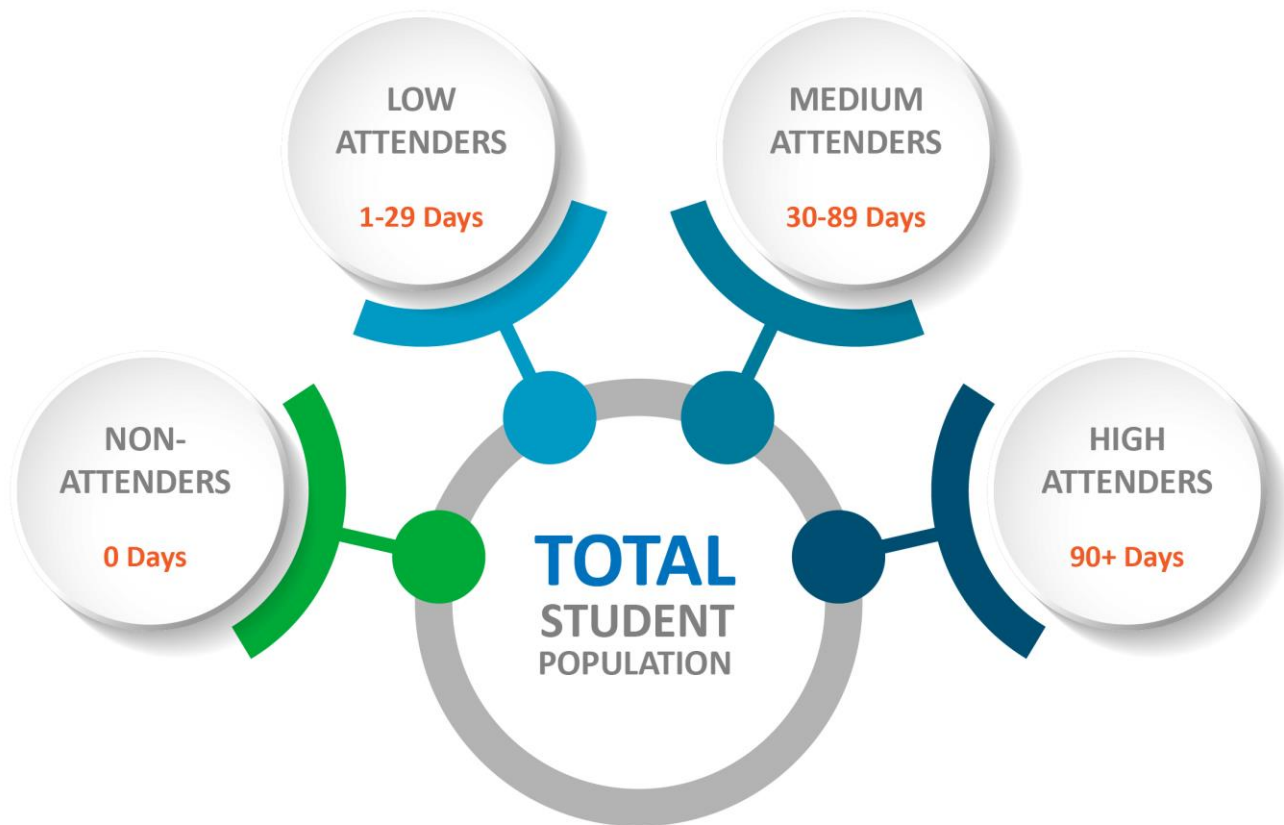 LOW
ATTENDERS
1-29 Days
MEDIUM
ATTENDERS
30-89 Days
NON-
ATTENDERS
0 Days
HIGH
ATTENDERS
90+ Days
TOTAL
STUDENT
POPULATION